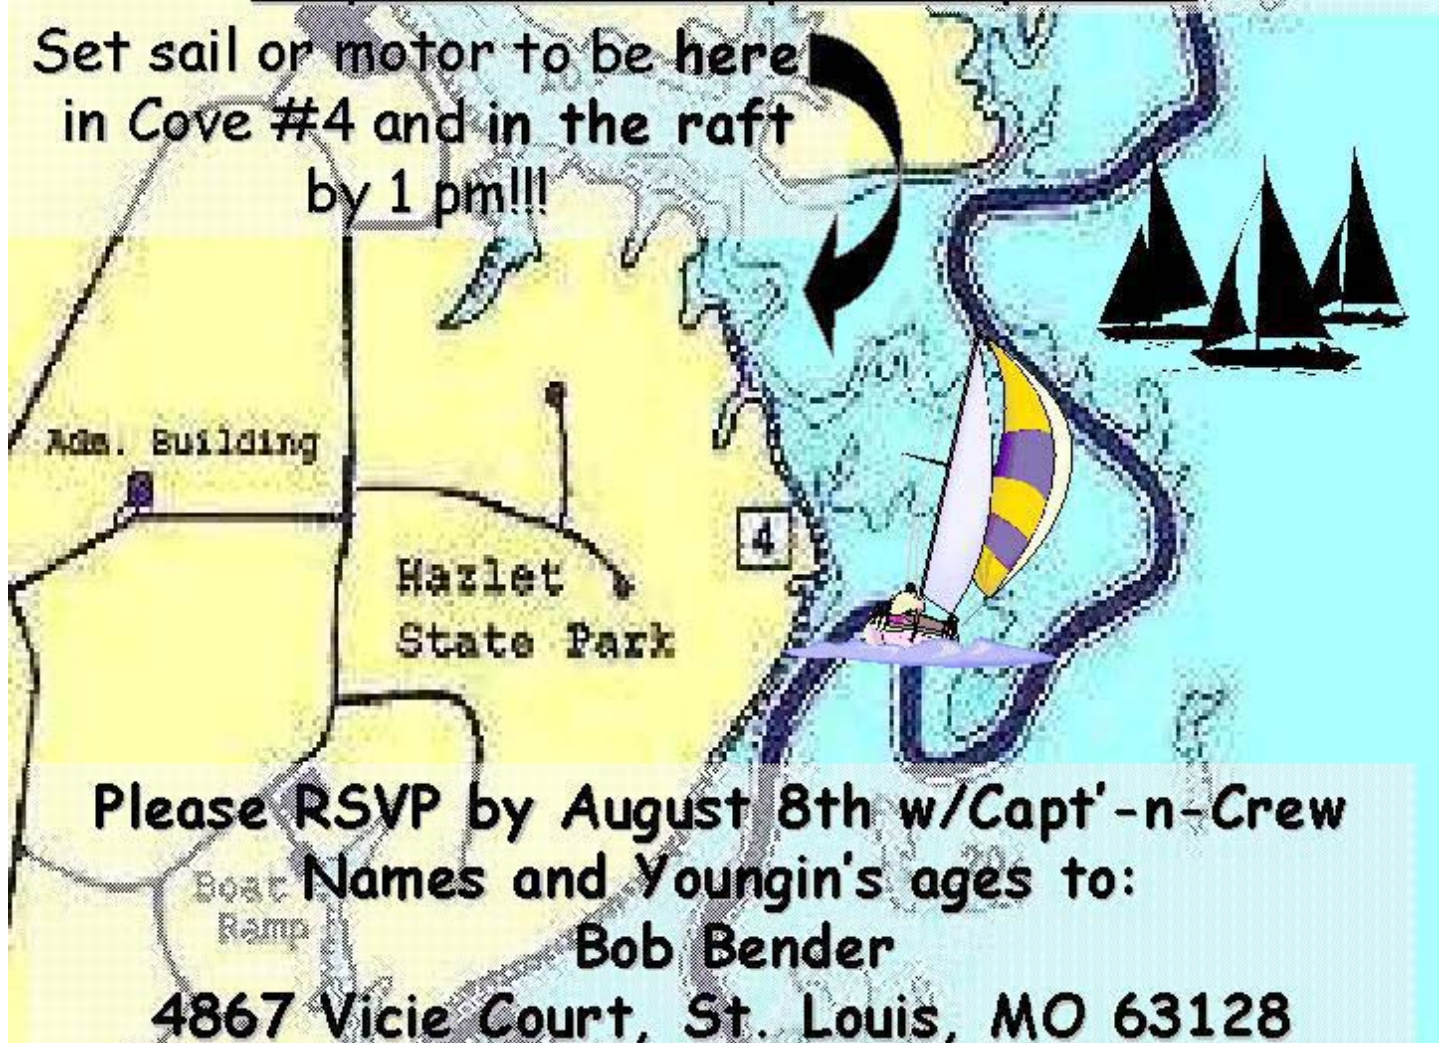 Set sail or motor to be here
in Cove #4 and in the raft
by 1 pm!!!
Adm. Building
4
Hazlet
State Park
Please RSVP by August 8th w/Capt'-n-Crew
Names and Youngin's ages to:
Boat
Ramp
Bob Bender
4867 Vicie Court, St. Louis, MO 63128